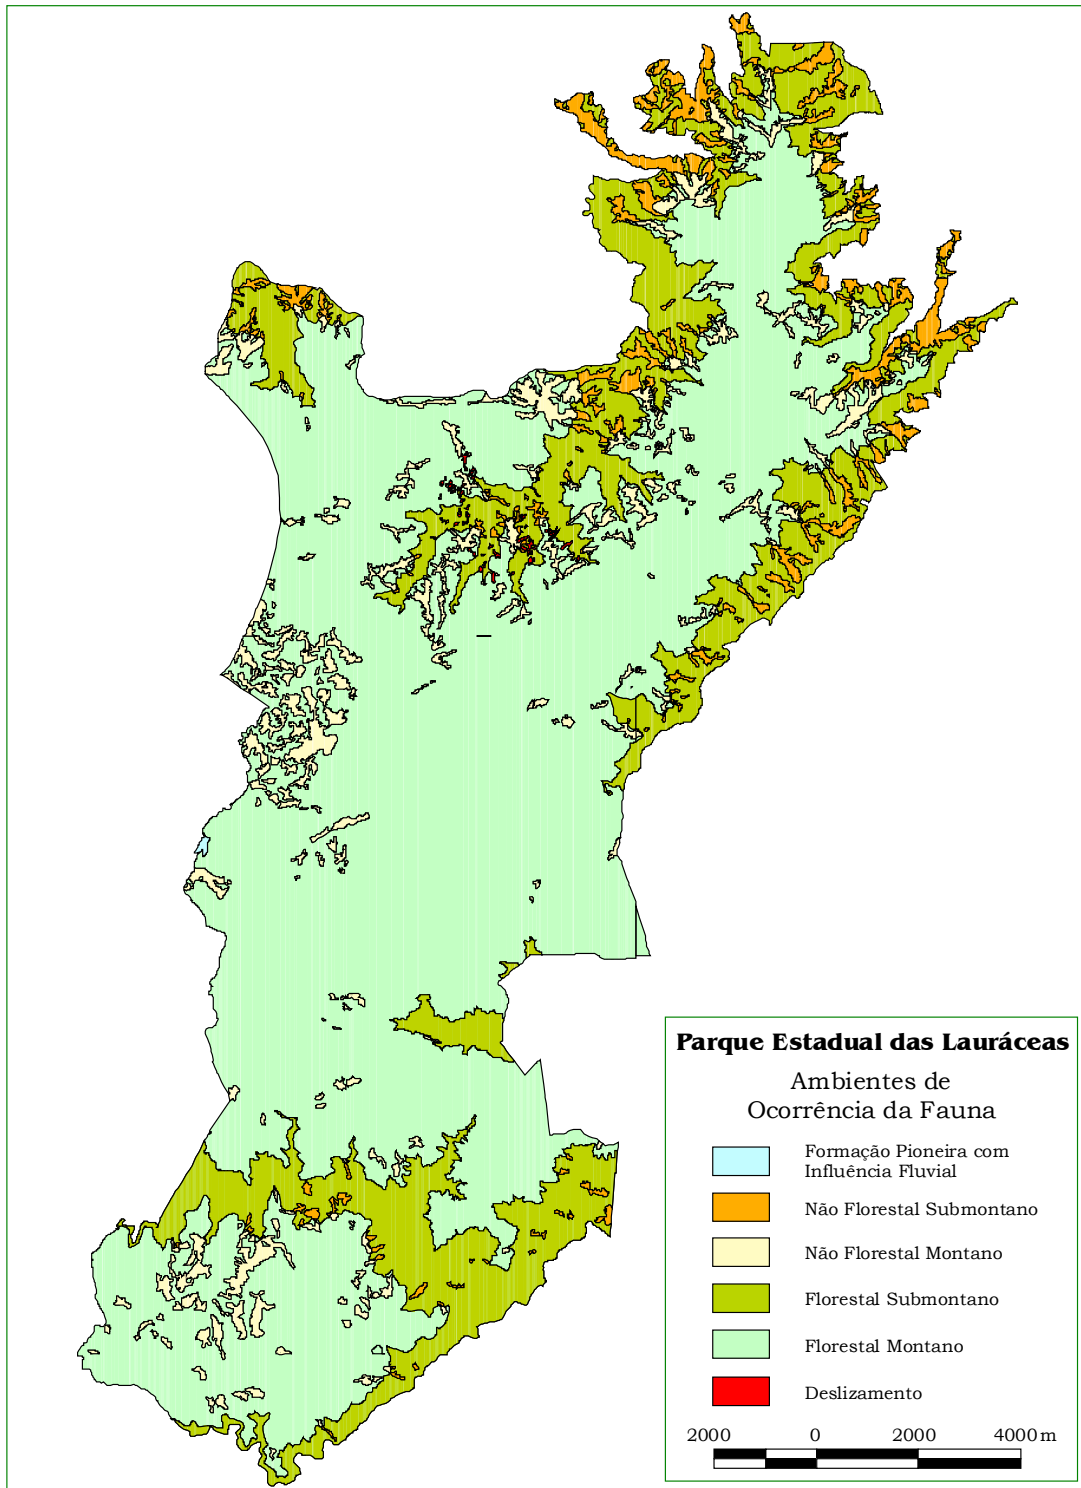 Parque Estadual das Lauráceas
Ambientes de
Ocorrência da Fauna
Formação Pioneira com
Influência Fluvial
Não Florestal Submontano
Não Florestal Montano
Florestal Submontano
Florestal Montano
Deslizamento
2000 0 2000 4000 m